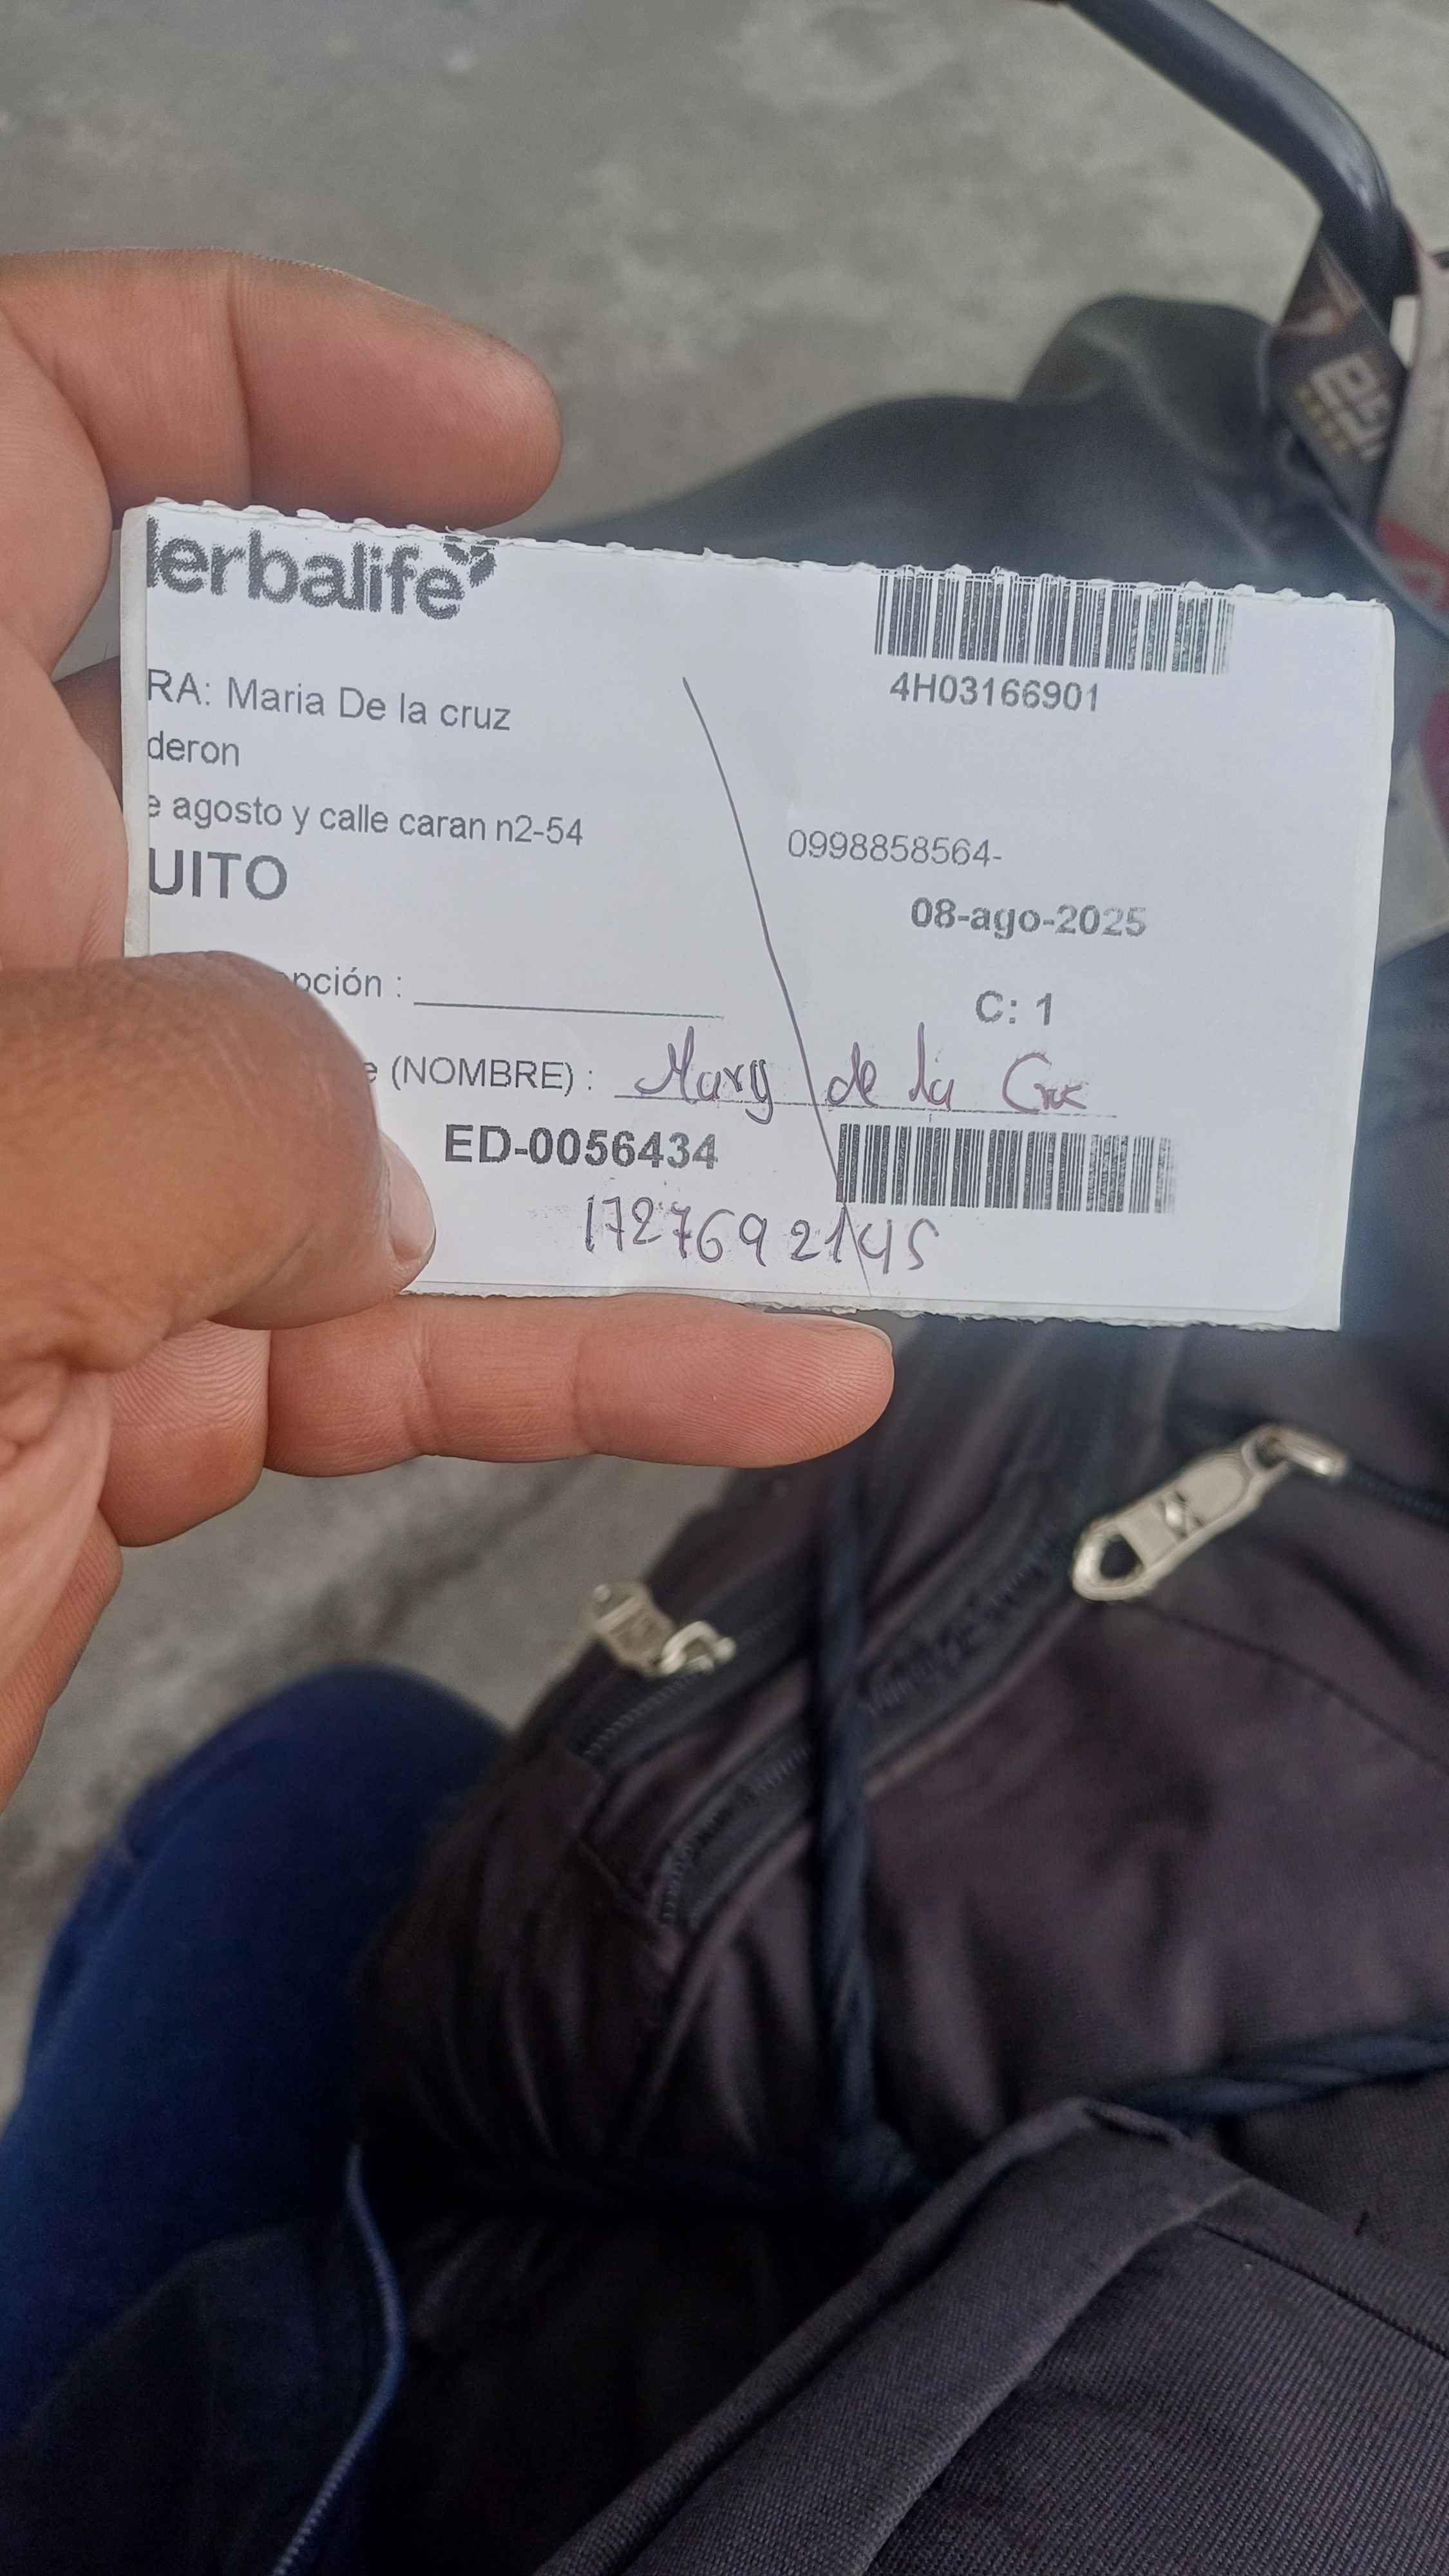 lerbalife
4H03166901
RA: Maria De la cruz
deron
e agosto y calle caran n2-54
0998858564-
UITO
08-ago-2025
pción :
C: 1
e (NOMBRE) : Mary de la Cruz
ED-0056434
1727692145